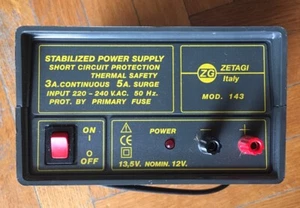 STABILIZED POWER SUPPLY
SHORT CIRCUIT PROTECTION
THERMAL SAFETY
3A.CONTINUOUS 5A. SURGE
INPUT 220 - 240 V.A.C. 50 Hz.
PROT. BY PRIMARY FUSE
ZG ZETAGI
Italy
MOD. 143
ON
I
O
OFF
POWER
- +
13,5V. NOMIN. 12V.